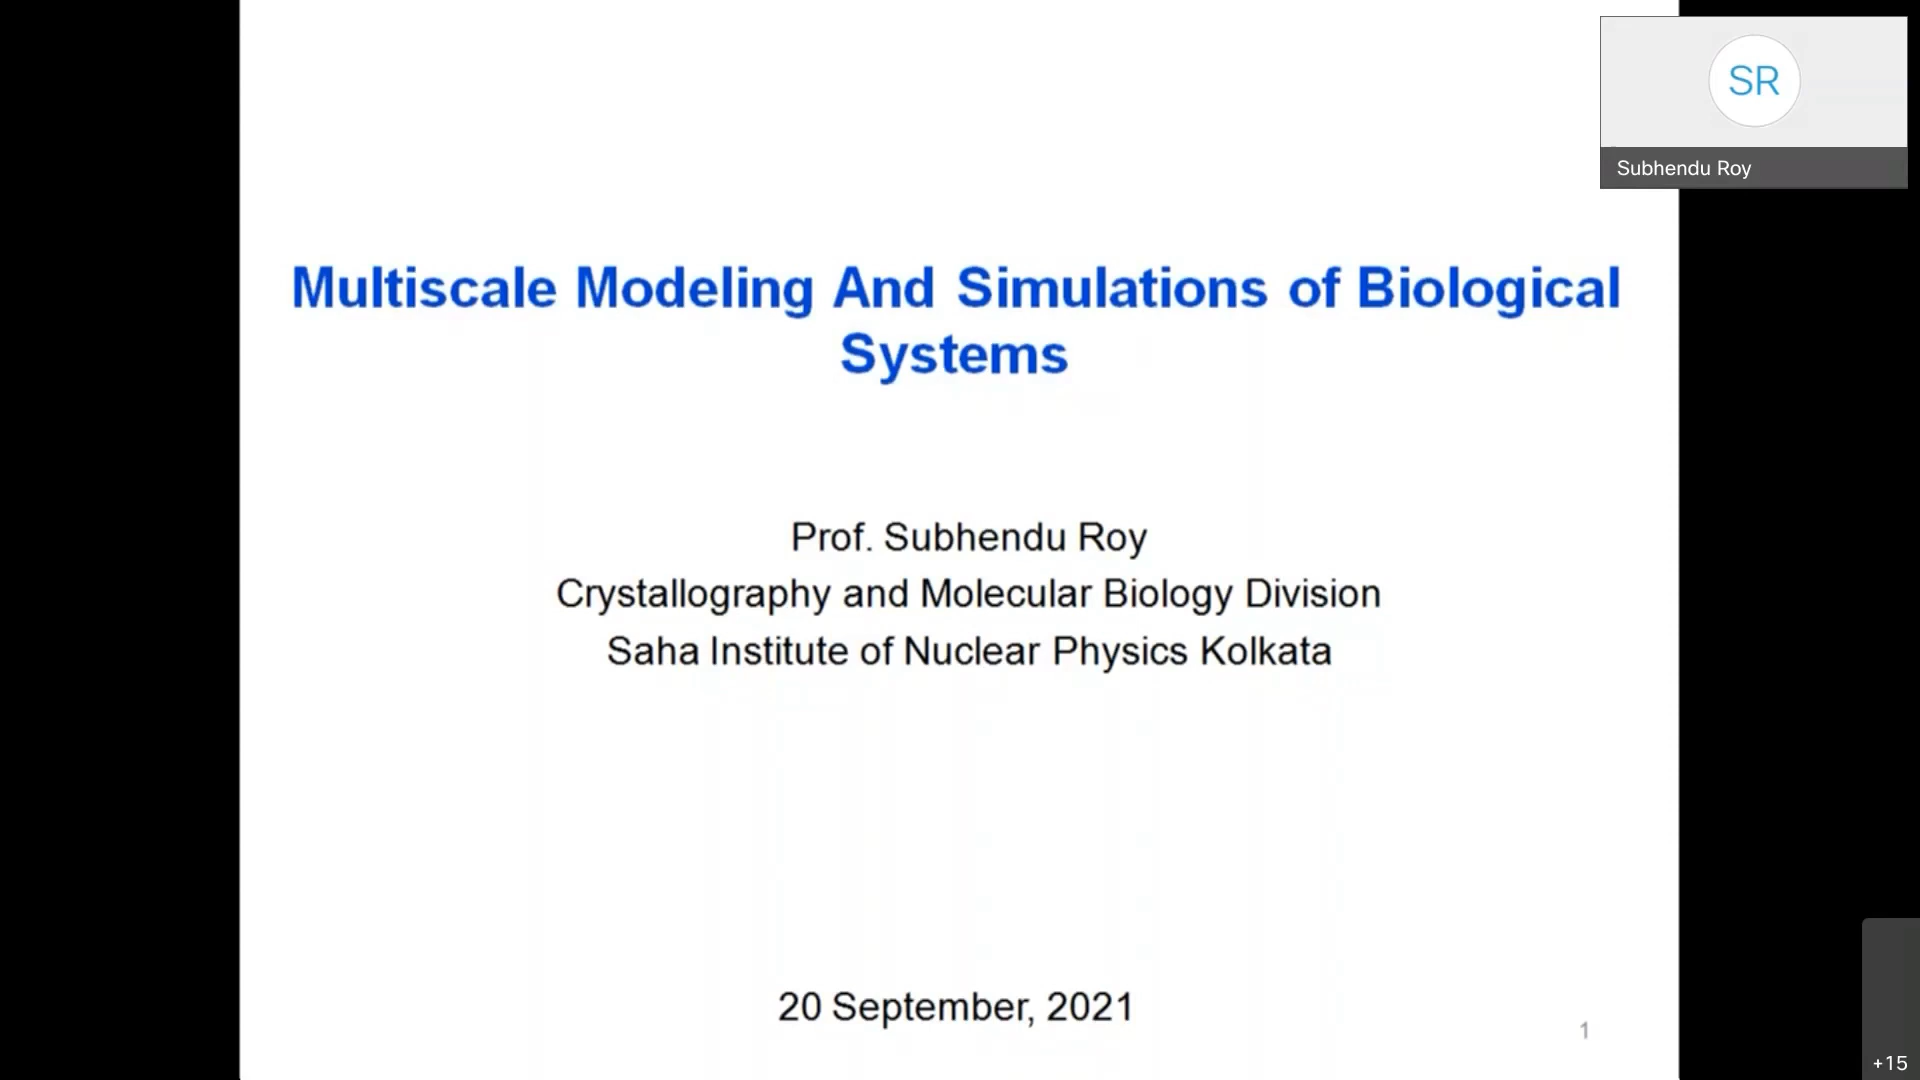 SR
Subhendu Roy
Multiscale Modeling And Simulations of Biological
Systems
Prof. Subhendu Roy
Crystallography and Molecular Biology Division
Saha Institute of Nuclear Physics Kolkata
20 September, 2021
1
+15